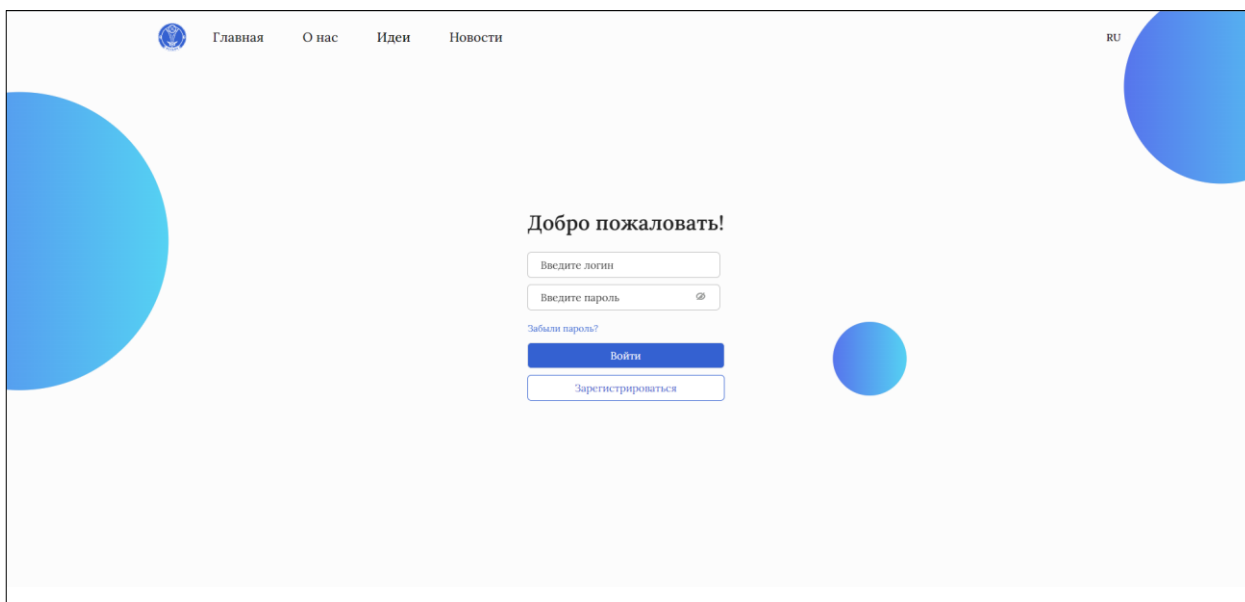 Главная О нас Идеи Новости RU
Добро пожаловать!
Введите логин
Введите пароль
Забыли пароль?
Войти
Зарегистрироваться